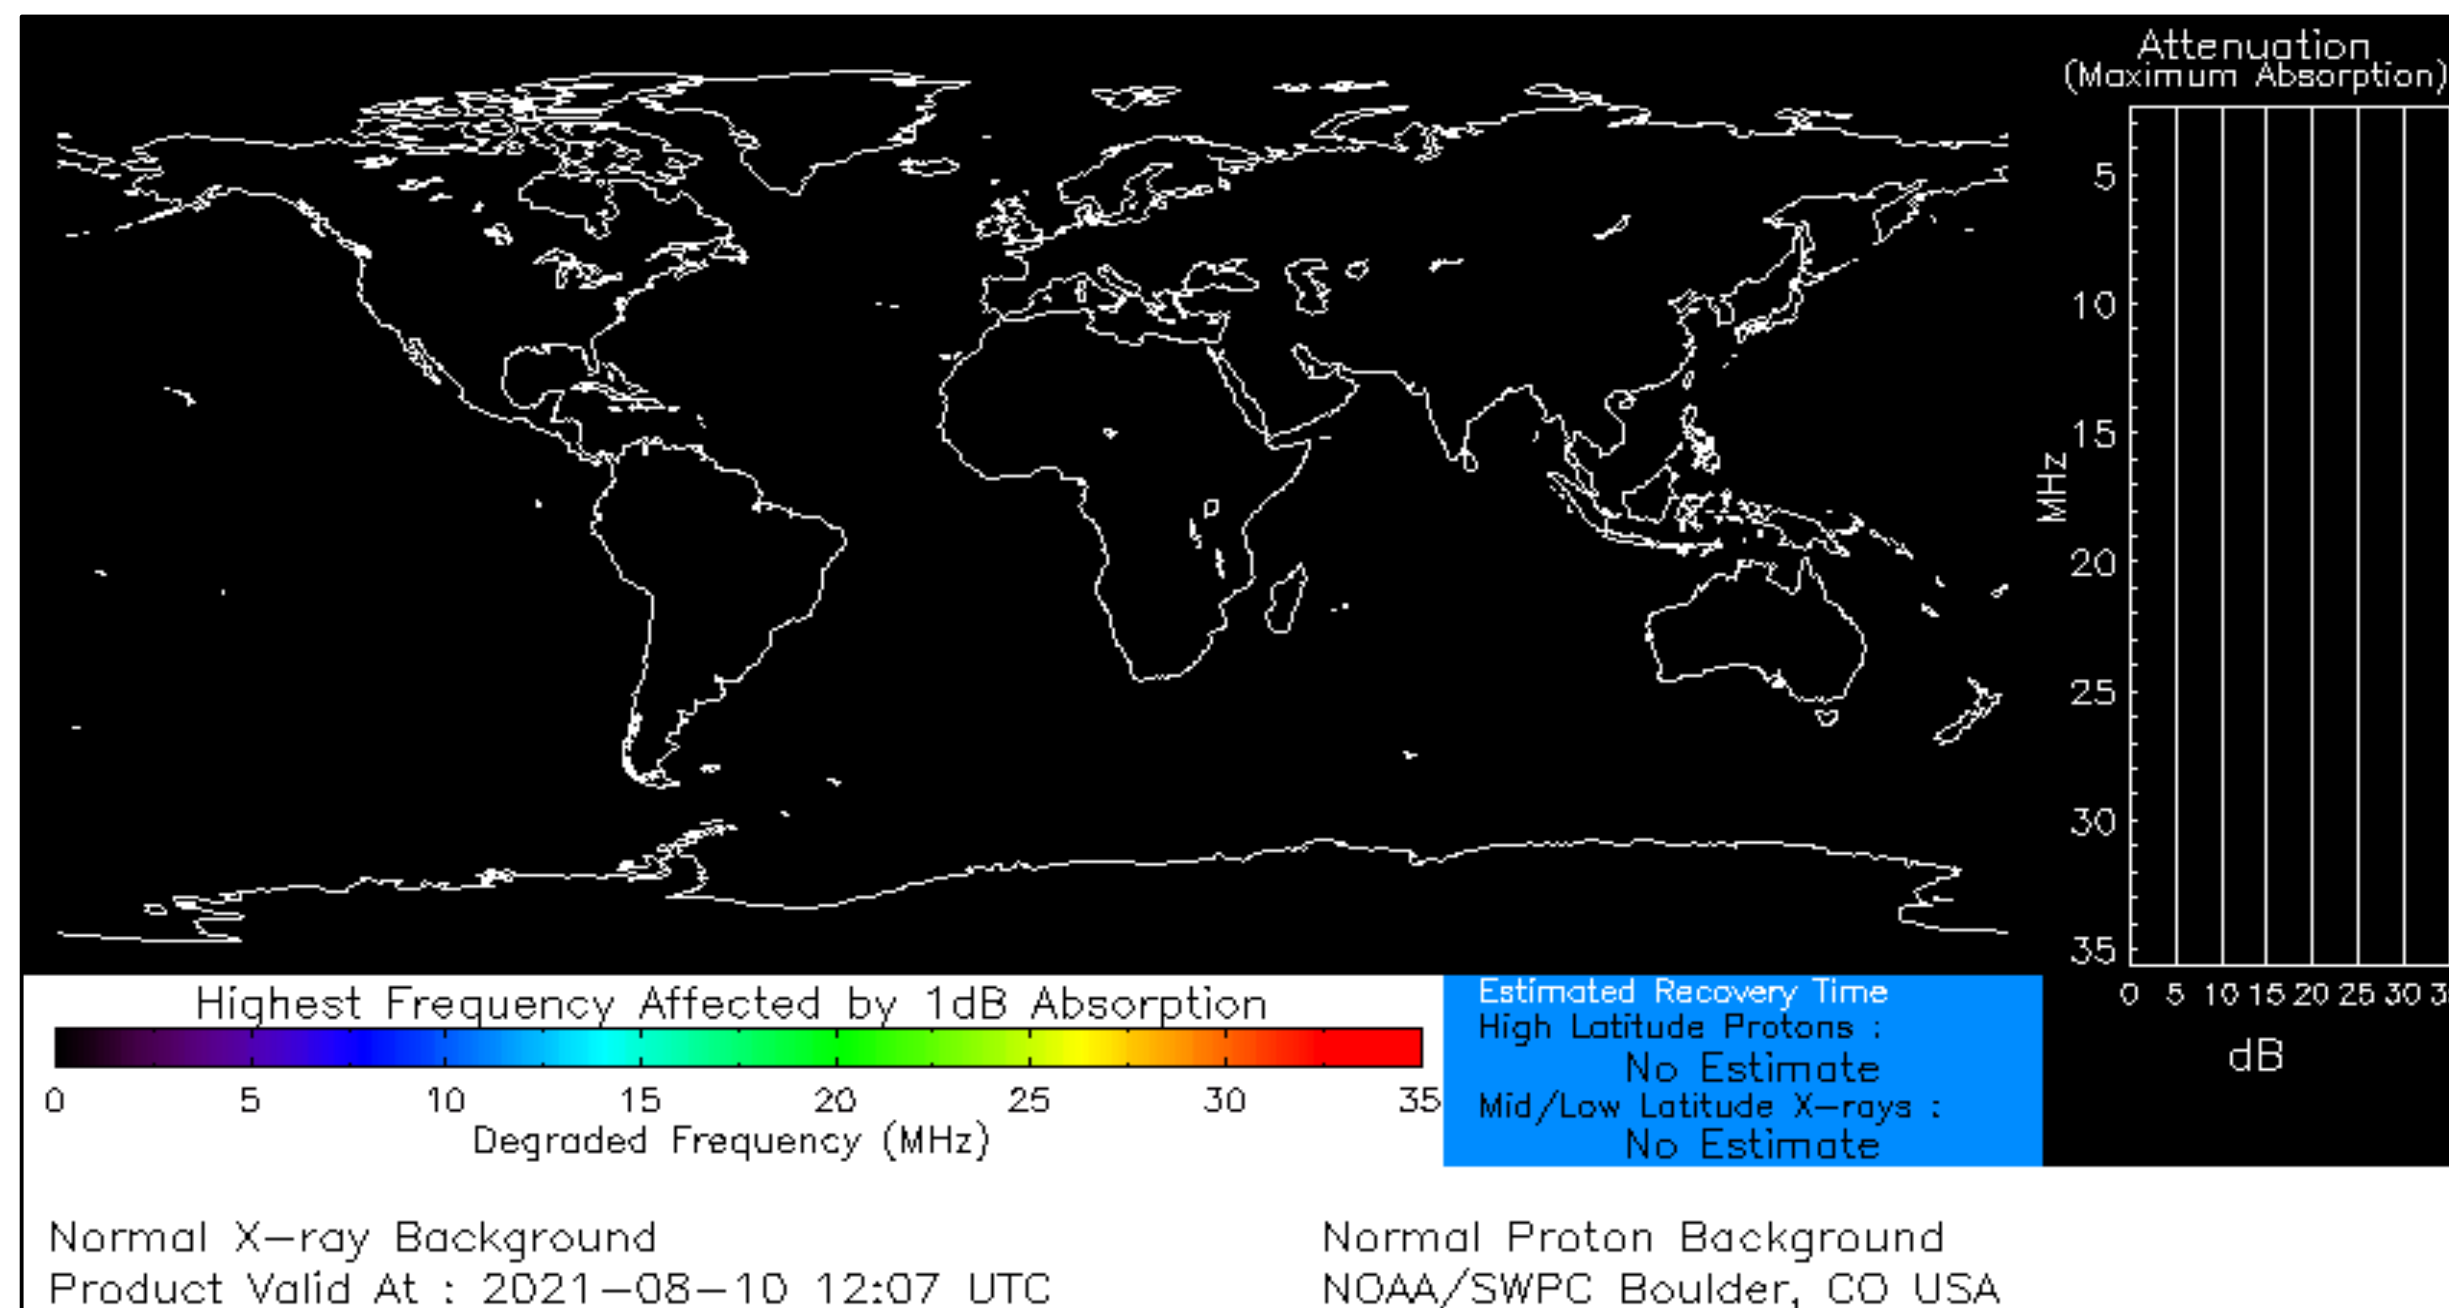 Attenuation
(Maximum Absorption)
5
10
15
20
25
30
35
MHz
0 5 10 15 20 25 30
dB
Highest Frequency Affected by 1dB Absorption
0 5 10 15 20 25 30 35
Degraded Frequency (MHz)
Estimated Recovery Time
High Latitude Protons :
No Estimate
Mid/Low Latitude X-rays :
No Estimate
Normal X-ray Background
Normal Proton Background
Product Valid At : 2021-08-10 12:07 UTC
NOAA/SWPC Boulder, CO USA